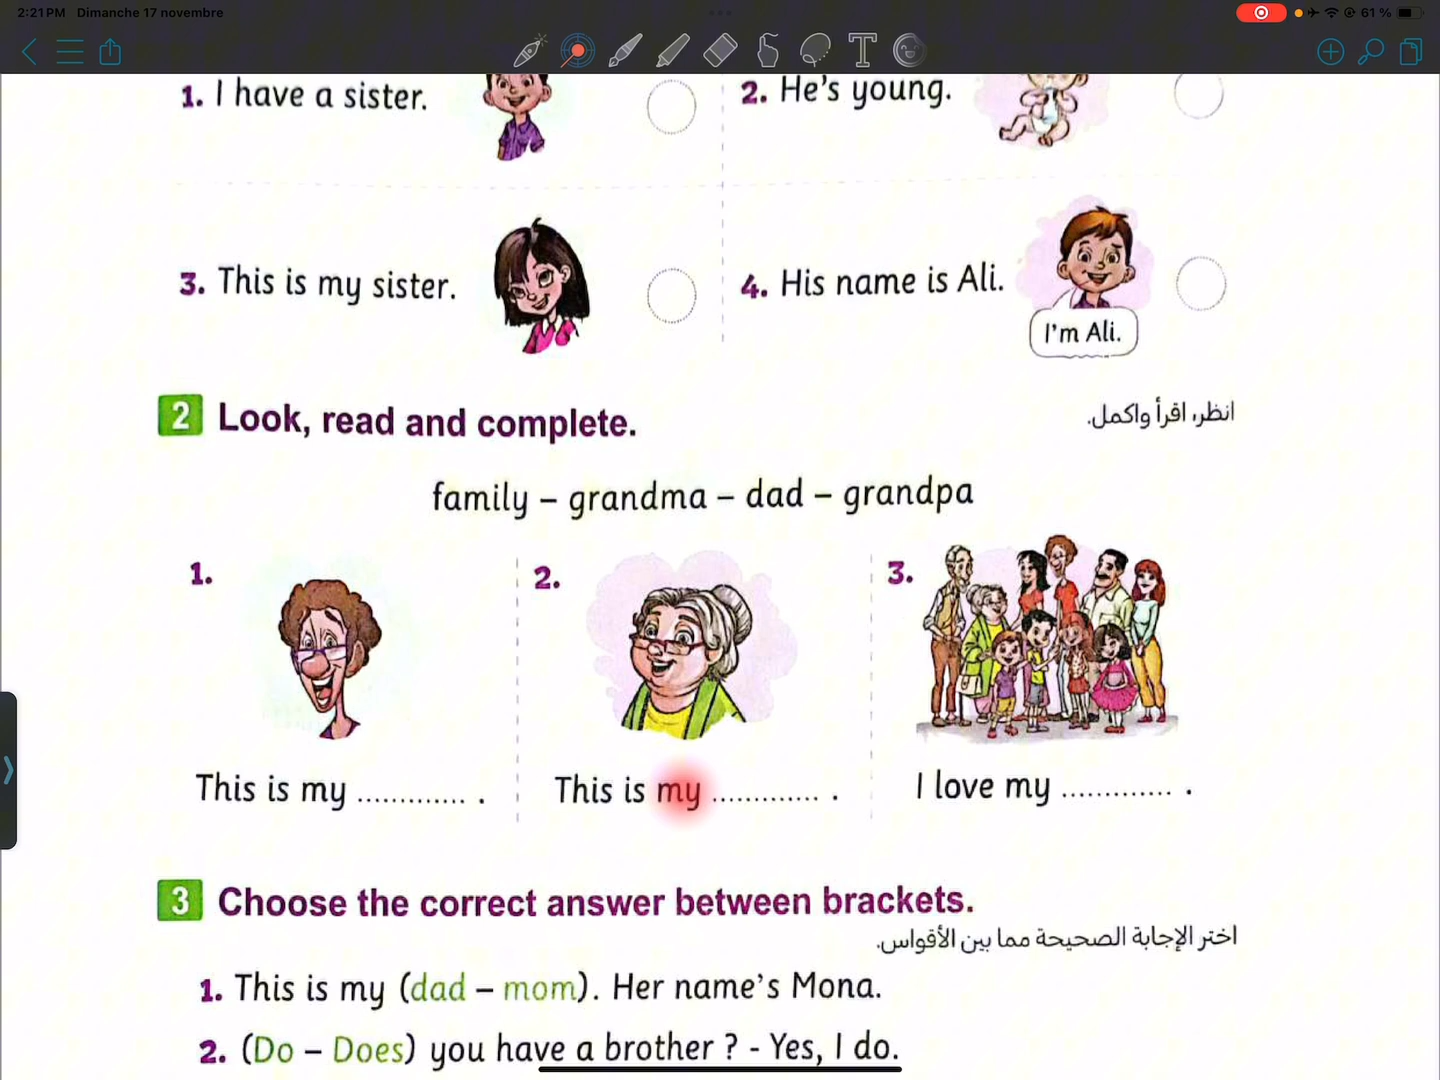 2:21 PM Dimanche 17 novembre
61 %
1. I have a sister.
2. He's young.
3. This is my sister.
4. His name is Ali.
I'm Ali.
2 Look, read and complete.
انظر، اقرأ واكمل.
family – grandma – dad – grandpa
1.
2.
3.
This is my ............. .
This is my ............. .
I love my ............. .
3 Choose the correct answer between brackets.
اختر الإجابة الصحيحة مما بين الأقواس.
1. This is my (dad – mom). Her name's Mona.
2. (Do – Does) you have a brother ? - Yes, I do.